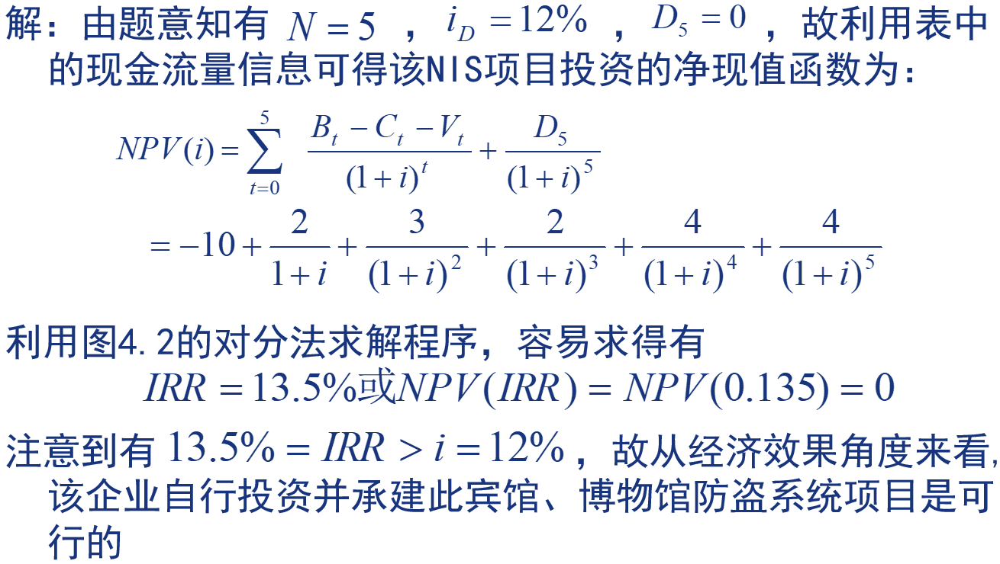 解：由题意知有 N = 5 ， i_D = 12% ， D_5 = 0 ，故利用表中
的现金流量信息可得该NIS项目投资的净现值函数为：
NPV(i) = \sum_{t=0}^{5} \frac{B_t - C_t - V_t}{(1+i)^t} + \frac{D_5}{(1+i)^5}
= -10 + \frac{2}{1+i} + \frac{3}{(1+i)^2} + \frac{2}{(1+i)^3} + \frac{4}{(1+i)^4} + \frac{4}{(1+i)^5}
利用图4.2的对分法求解程序，容易求得有
IRR = 13.5%或NPV(IRR) = NPV(0.135) = 0
注意到有 13.5% = IRR > i = 12% ，故从经济效果角度来看,
该企业自行投资并承建此宾馆、博物馆防盗系统项目是可
行的